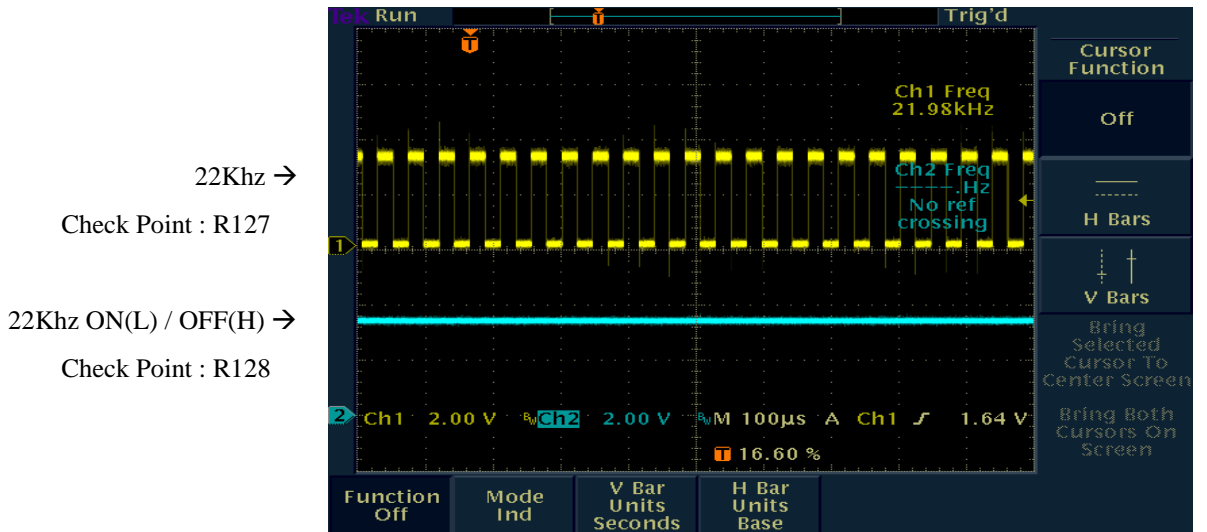 Tek Run
Trig'd
T
T
Cursor
Function
Off
H Bars
V Bars
Bring
Selected
Cursor To
Center Screen
Bring Both
Cursors On
Screen
Ch1 Freq
21.98kHz
22Khz →
Check Point : R127
Ch2 Freq
----.Hz
No ref
crossing
1
22Khz ON(L) / OFF(H) →
Check Point : R128
2
Ch1 2.00 V BW Ch2 2.00 V BW M 100µs A Ch1 ∫ 1.64 V
T 16.60 %
Function
Off
Mode
Ind
V Bar
Units
Seconds
H Bar
Units
Base